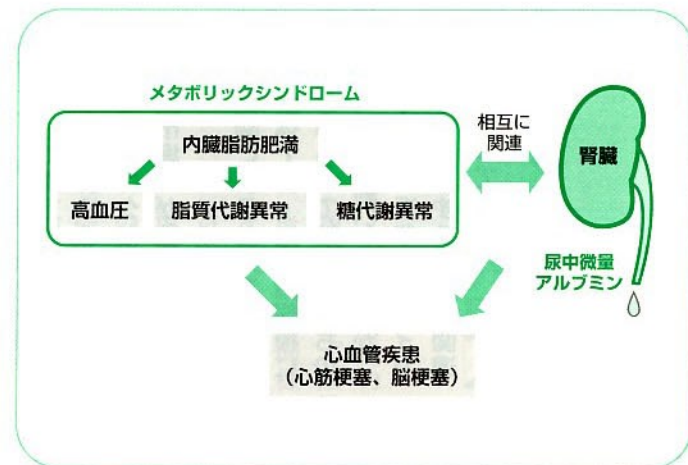 メタボリックシンドローム
内臓脂肪肥満
高血圧
脂質代謝異常
糖代謝異常
相互に
関連
腎臓
尿中微量
アルブミン
心血管疾患
（心筋梗塞、脳梗塞）